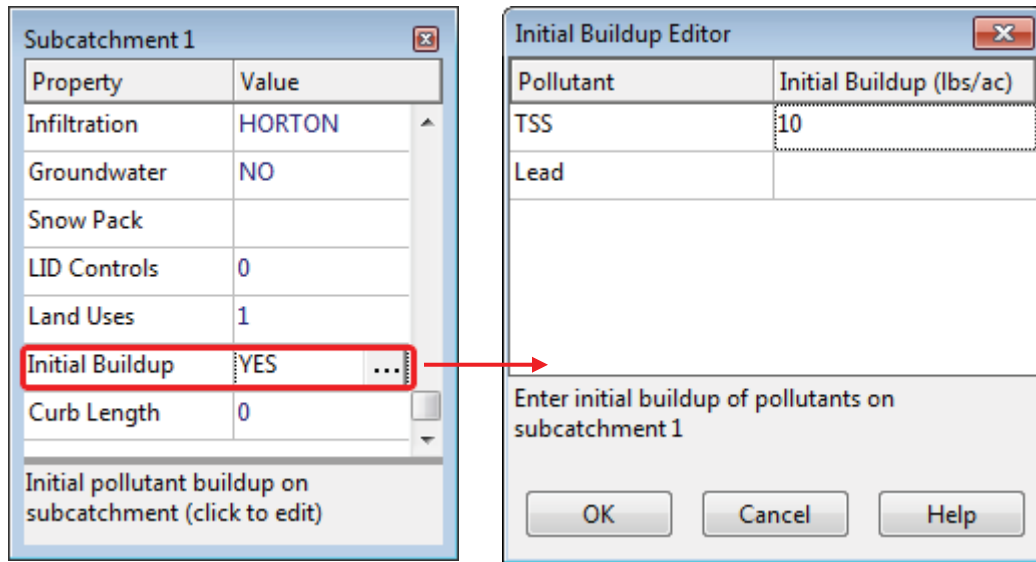 Subcatchment 1
Property Value
Infiltration HORTON
Groundwater NO
Snow Pack
LID Controls 0
Land Uses 1
Initial Buildup YES ...
Curb Length 0
Initial pollutant buildup on
subcatchment (click to edit)
Initial Buildup Editor
Pollutant Initial Buildup (lbs/ac)
TSS 10
Lead
Enter initial buildup of pollutants on
subcatchment 1
OK Cancel Help